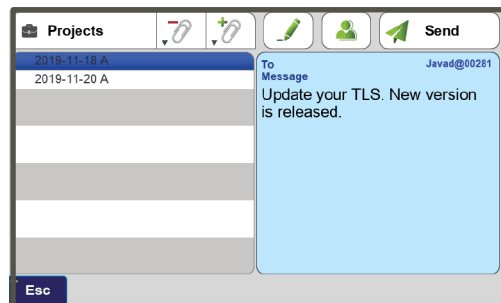 Projects
Send
2019-11-18 A
2019-11-20 A
To Javad@00281
Message
Update your TLS. New version
is released.
Esc